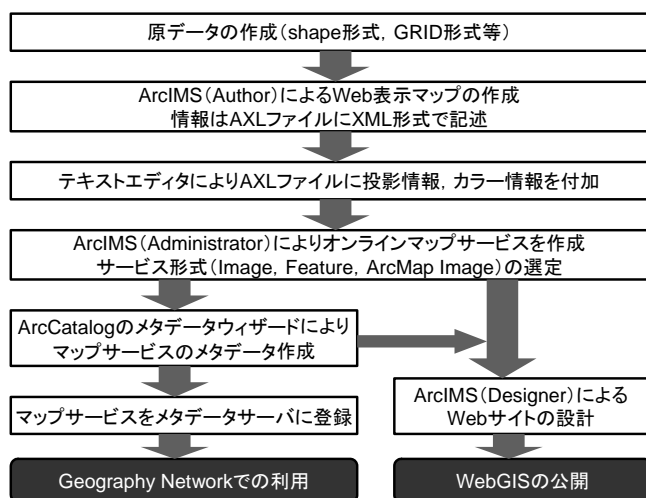 原データの作成(shape形式, GRID形式等)
ArcIMS(Author)によるWeb表示マップの作成
情報はAXLファイルにXML形式で記述
テキストエディタによりAXLファイルに投影情報, カラー情報を付加
ArcIMS(Administrator)によりオンラインマップサービスを作成
サービス形式(Image, Feature, ArcMap Image)の選定
ArcCatalogのメタデータウィザードにより
マップサービスのメタデータ作成
マップサービスをメタデータサーバに登録
ArcIMS(Designer)による
Webサイトの設計
Geography Networkでの利用
WebGISの公開